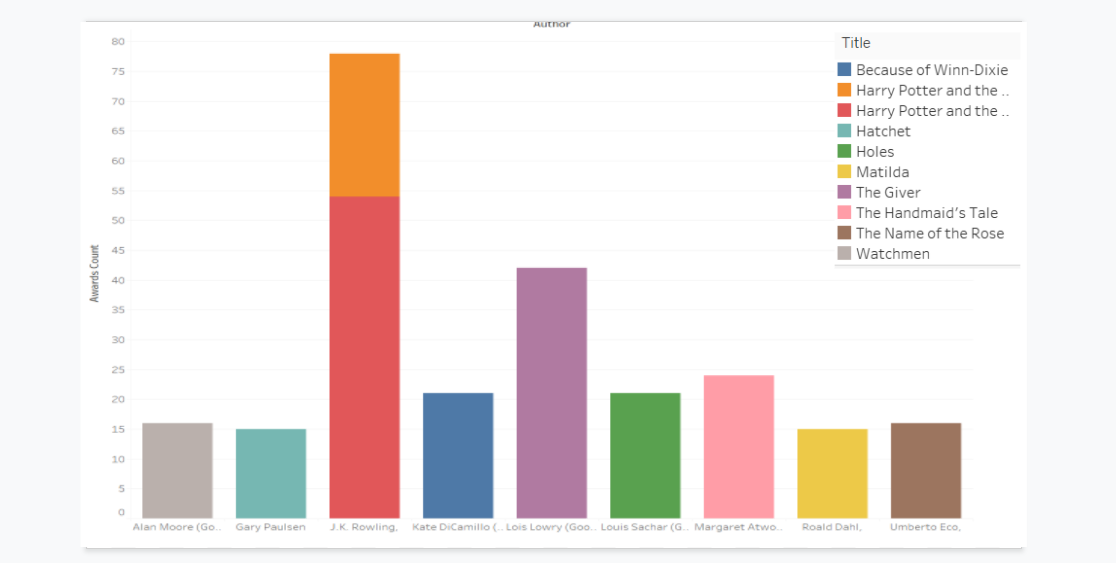 Author
Title
Because of Winn-Dixie
Harry Potter and the ..
Harry Potter and the ..
Hatchet
Holes
Matilda
The Giver
The Handmaid's Tale
The Name of the Rose
Watchmen
Awards Count
80
75
70
65
60
55
50
45
40
35
30
25
20
15
10
5
0
Alan Moore (Go.. Gary Paulsen J.K. Rowling, Kate DiCamillo (.. Lois Lowry (Goo.. Louis Sachar (G.. Margaret Atwo.. Roald Dahl, Umberto Eco,